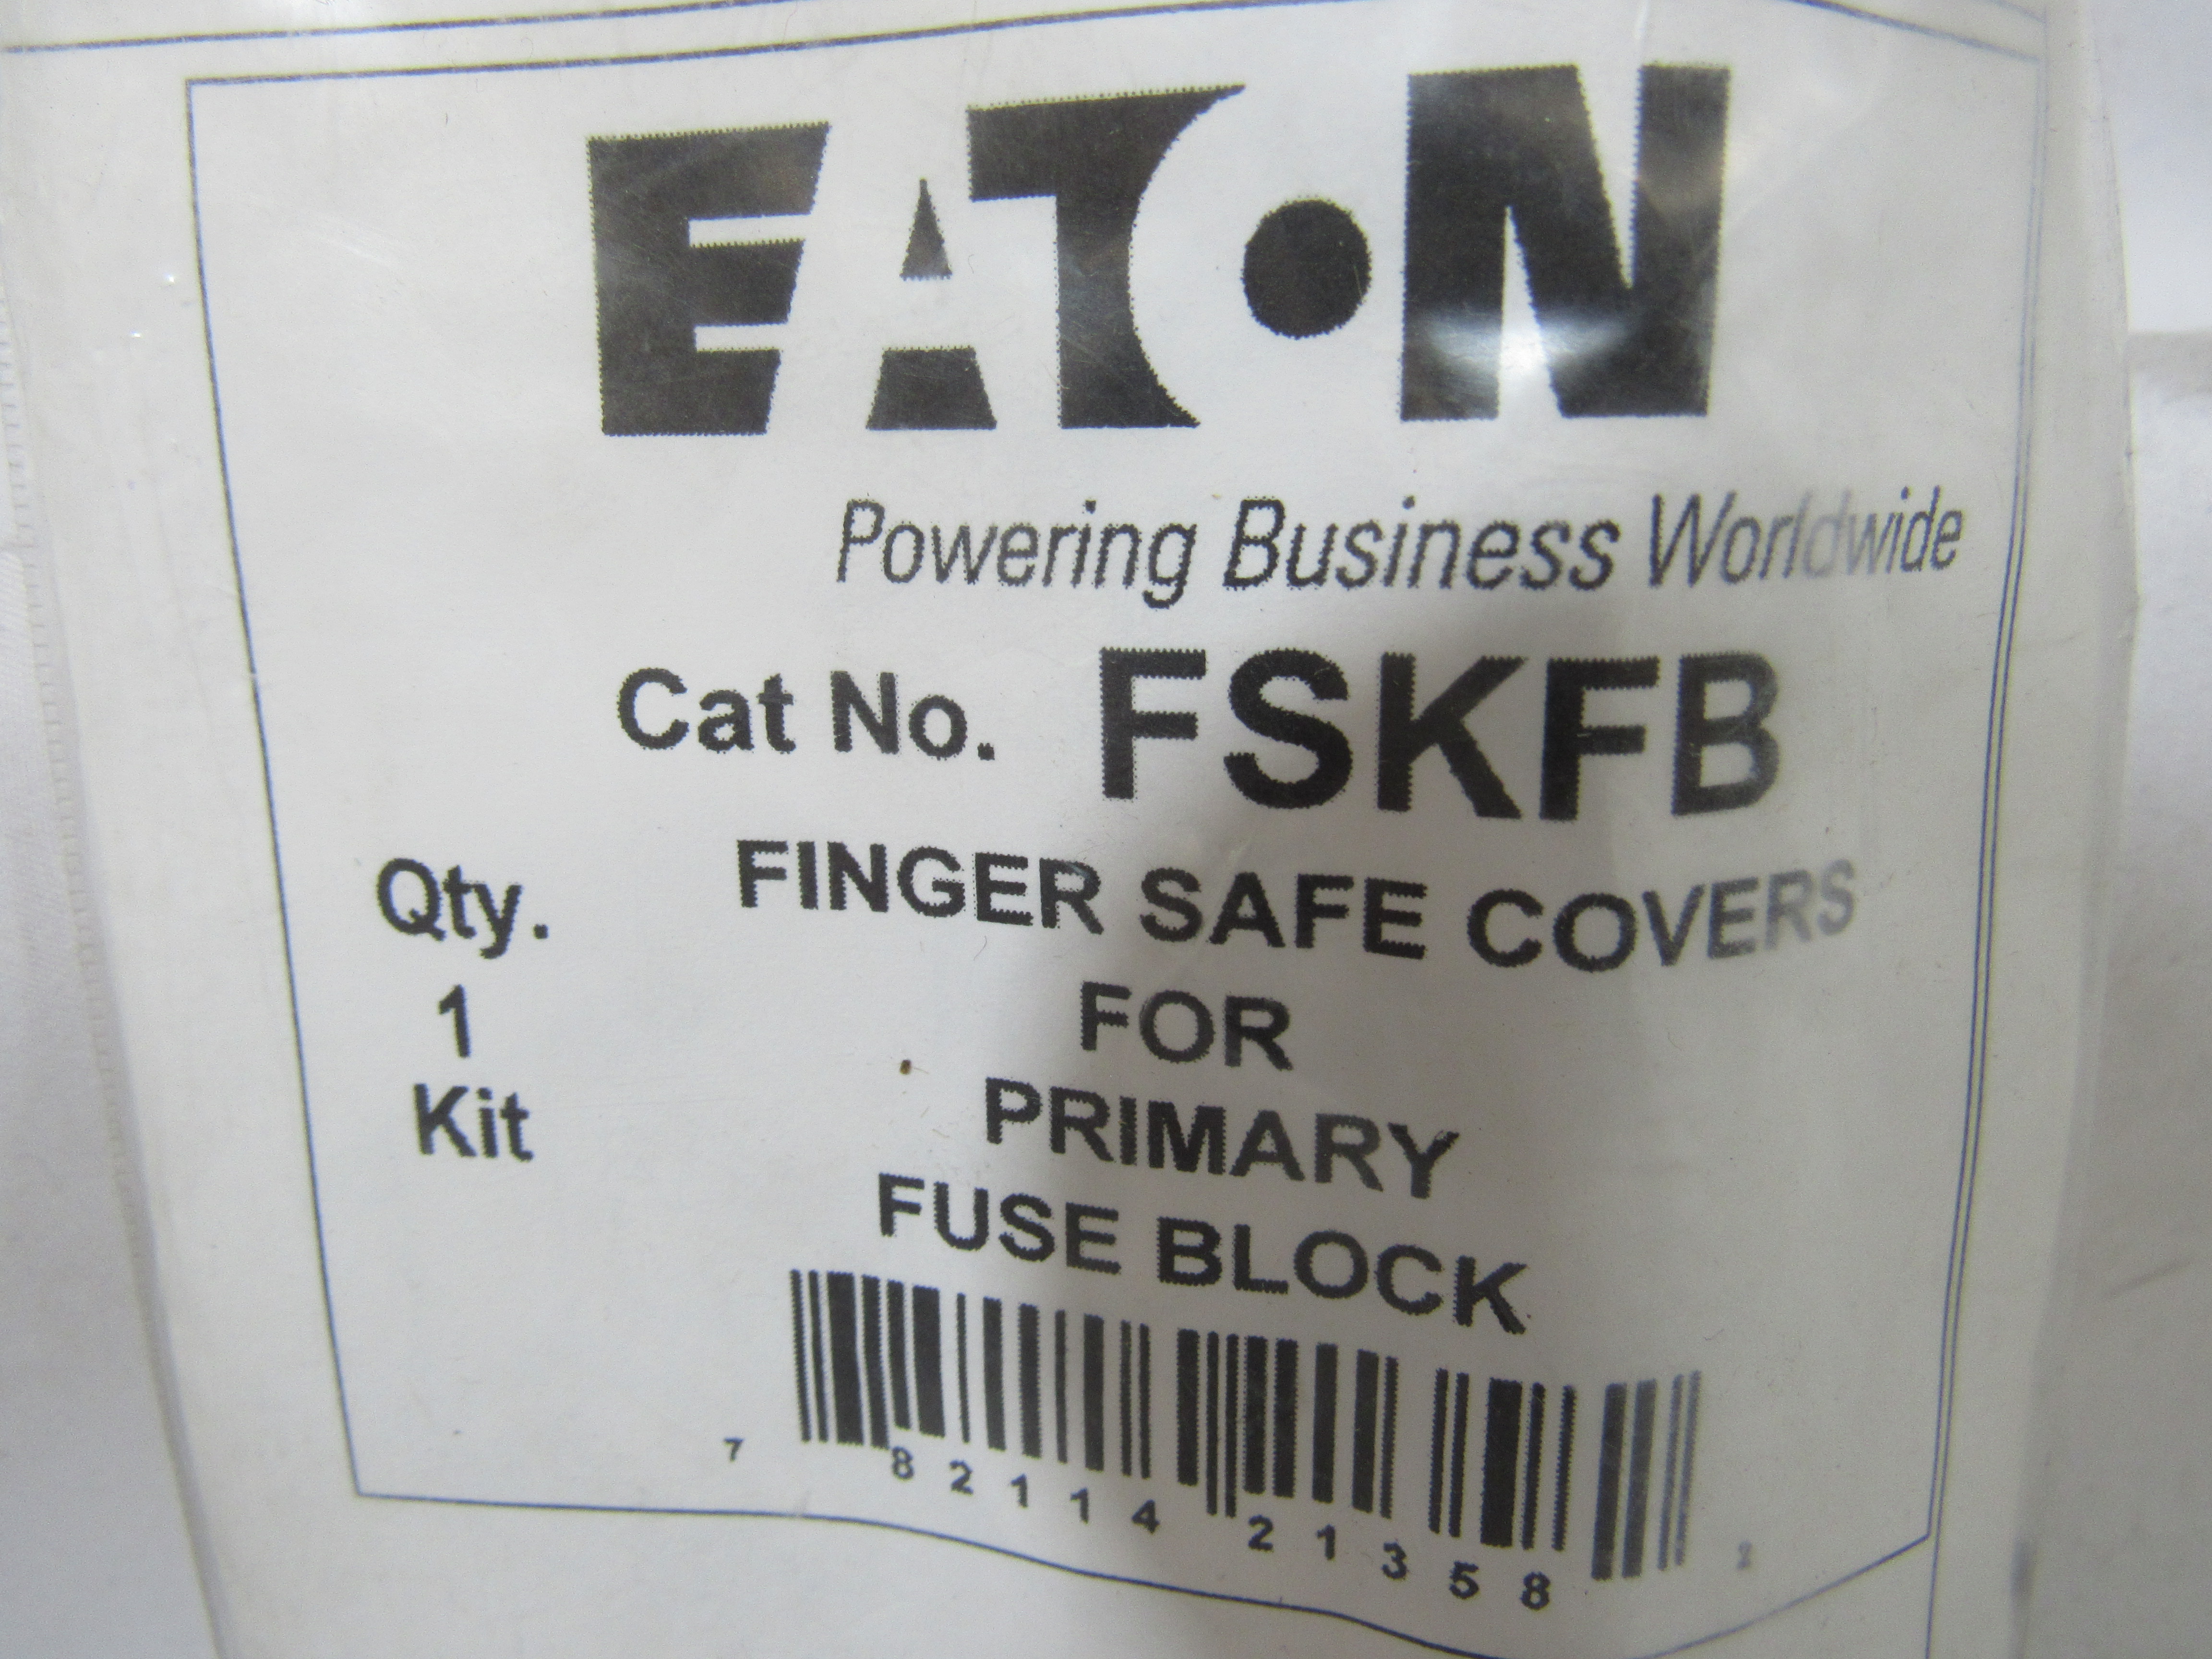 EATON
Powering Business Worldwide
Cat No. FSKFB
Qty. FINGER SAFE COVERS
1 FOR
Kit PRIMARY
FUSE BLOCK
7 82114 21358 2